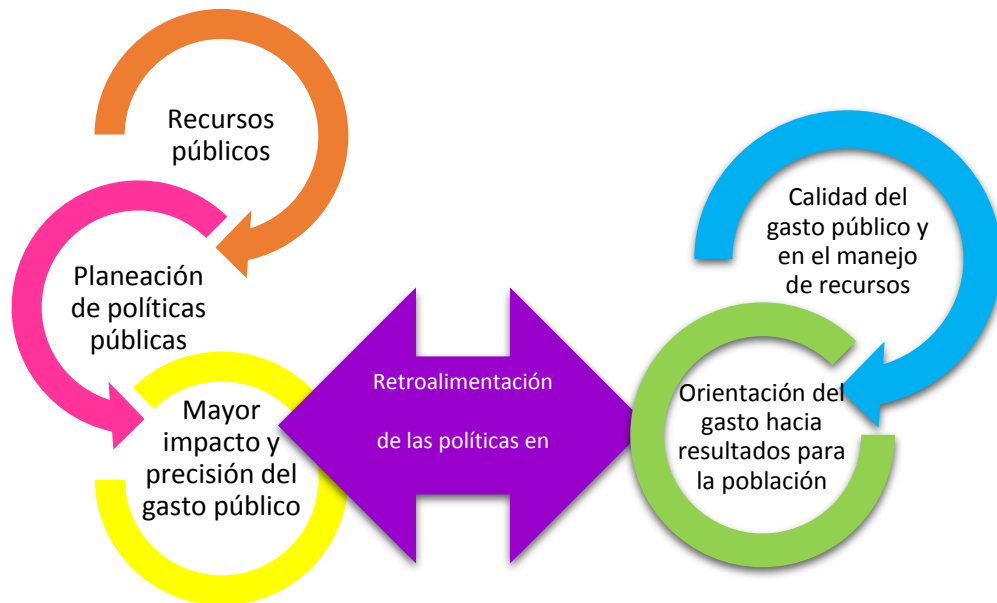 Recursos
públicos
Planeación
de políticas
públicas
Mayor
impacto y
precisión del
gasto público
Retroalimentación
de las políticas en
Calidad del
gasto público y
en el manejo
de recursos
Orientación del
gasto hacia
resultados para
la población